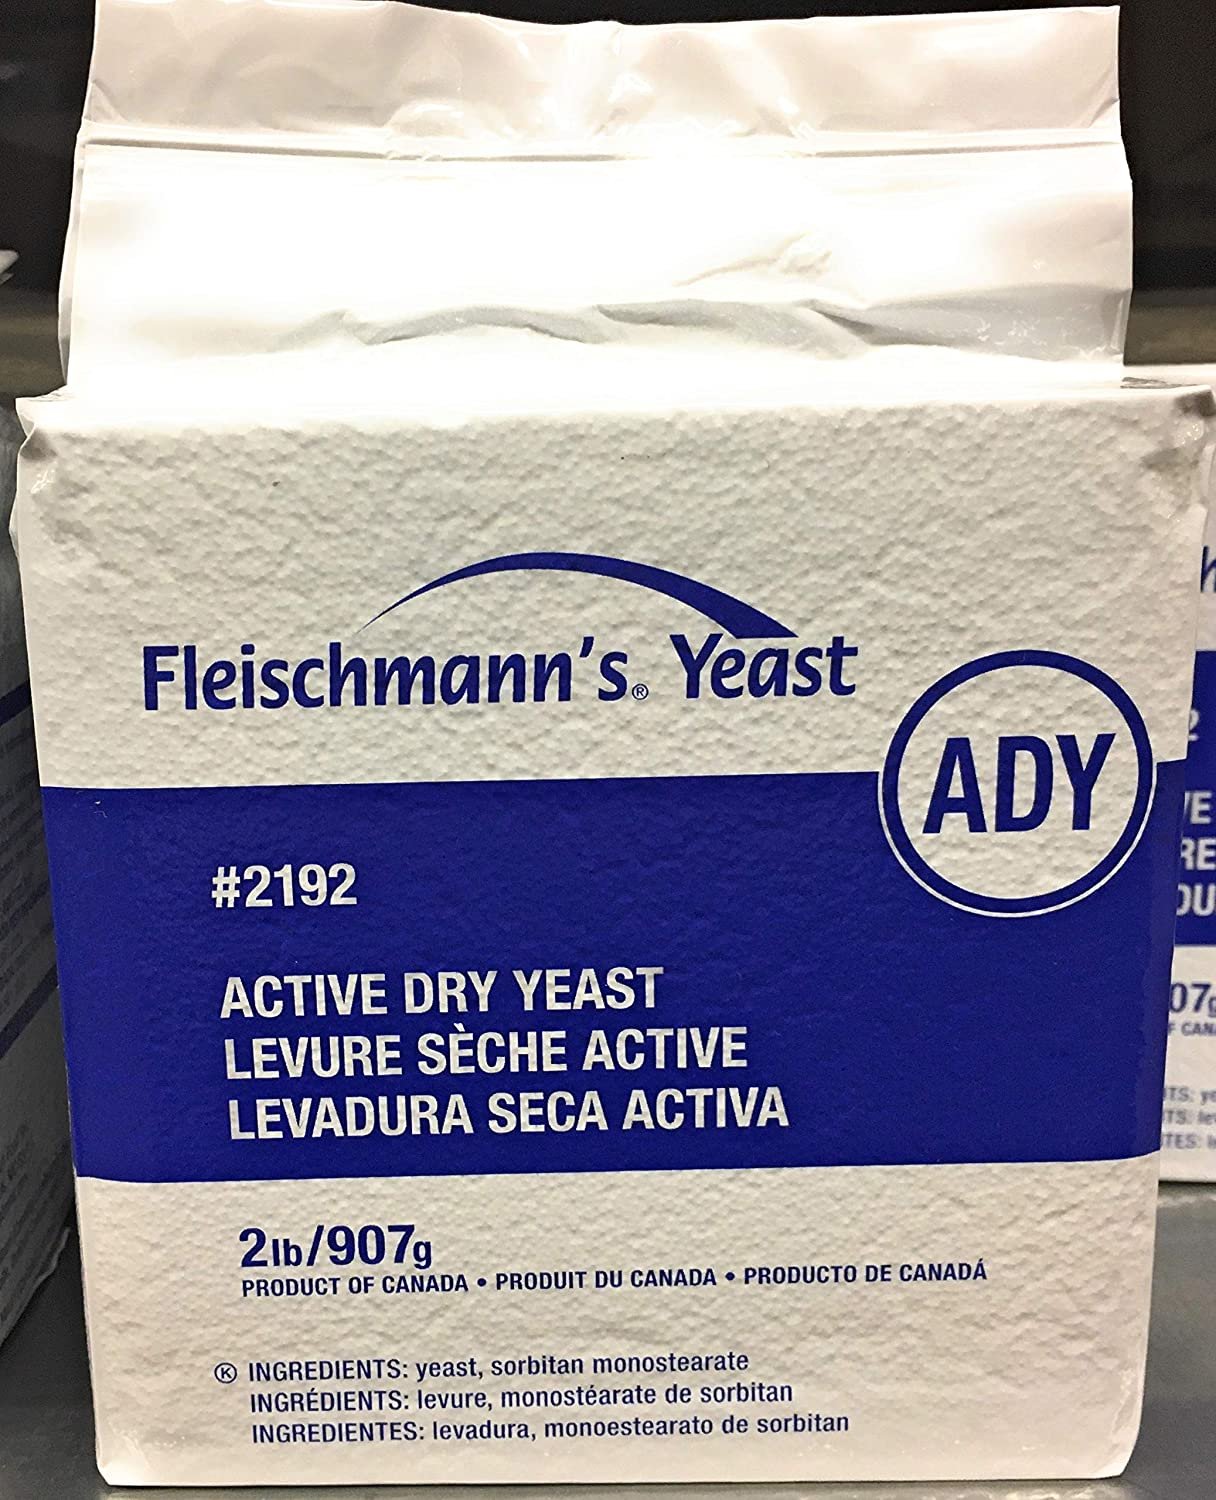 Fleischmann's® Yeast
ADY
#2192
ACTIVE DRY YEAST
LEVURE SÈCHE ACTIVE
LEVADURA SECA ACTIVA
2lb/907g
PRODUCT OF CANADA • PRODUIT DU CANADA • PRODUCTO DE CANADÁ
Ⓚ INGREDIENTS: yeast, sorbitan monostearate
INGRÉDIENTS: levure, monostéarate de sorbitan
INGREDIENTES: levadura, monoestearato de sorbitan